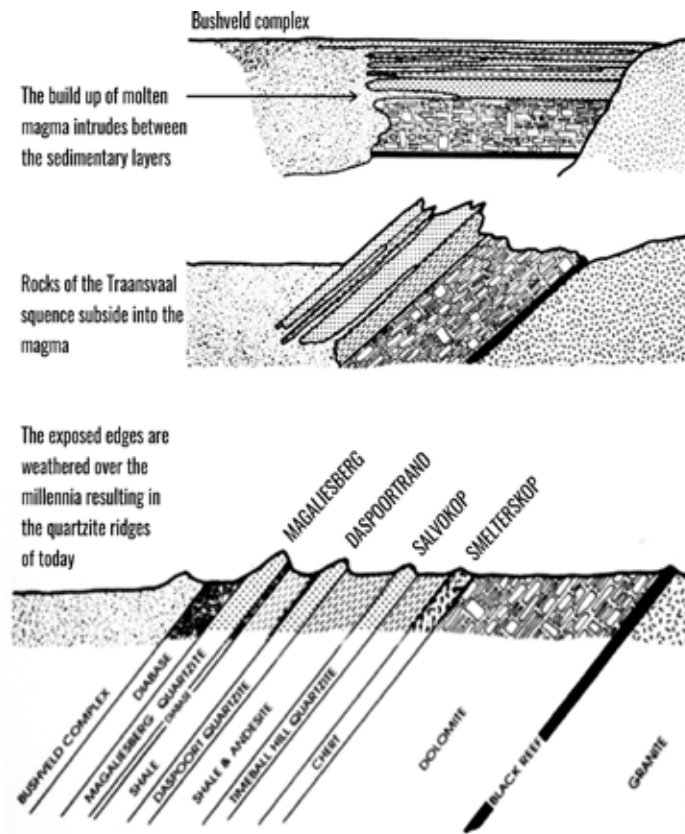 Bushveld complex
The build up of molten
magma intrudes between
the sedimentary layers
Rocks of the Traansvaal
squence subside into the
magma
The exposed edges are
weathered over the
millennia resulting in
the quartzite ridges
of today
MAGALIESBERG
DASPOORTRAND
SALVOKOP
SMELTERSKOP
BUSHVELD COMPLEX
DIABASE
MAGALIESBERG QUARTZITE
DIABASE
SHALE
DASPOORT QUARTZITE
SHALE & ANDESITE
TIMEBALL HILL QUARTZITE
CHERT
DOLOMITE
BLACK REEF
GRANITE